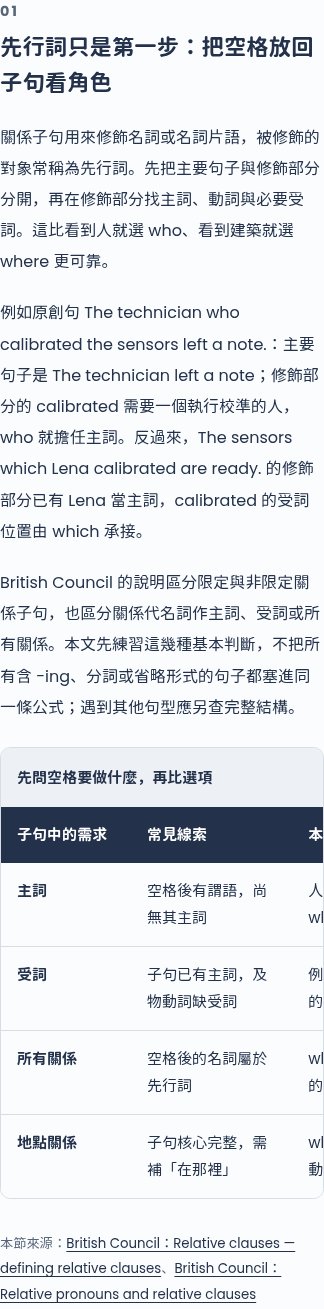 01
先行詞只是第一步：把空格放回
子句看角色
關係子句用來修飾名詞或名詞片語，被修飾的
對象常稱為先行詞。先把主要句子與修飾部分
分開，再在修飾部分找主詞、動詞與必要受
詞。這比看到人就選 who、看到建築就選
where 更可靠。
例如原創句 The technician who
calibrated the sensors left a note.：主要
句子是 The technician left a note；修飾部
分的 calibrated 需要一個執行校準的人，
who 就擔任主詞。反過來，The sensors
which Lena calibrated are ready. 的修飾
部分已有 Lena 當主詞，calibrated 的受詞
位置由 which 承接。
British Council 的說明區分限定與非限定關
係子句，也區分關係代名詞作主詞、受詞或所
有關係。本文先練習這幾種基本判斷，不把所
有含 -ing、分詞或省略形式的句子都塞進同
一條公式；遇到其他句型應另查完整結構。
先問空格要做什麼，再比選項
子句中的需求 常見線索 本
主詞 空格後有謂語，尚 人
無其主詞
受詞 子句已有主詞，及 例
物動詞缺受詞 的
所有關係 空格後的名詞屬於
先行詞 的
地點關係 子句核心完整，需
補「在那裡」 動
本節來源：British Council：Relative clauses —
defining relative clauses、British Council：
Relative pronouns and relative clauses